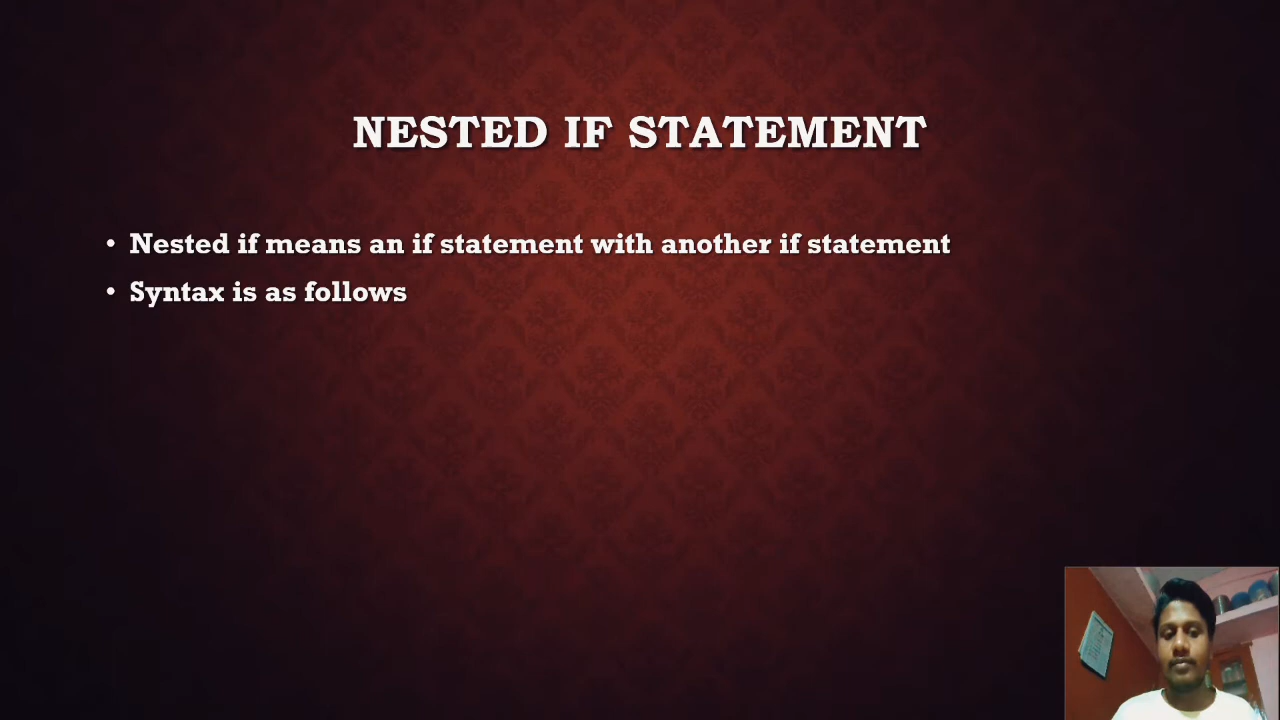 NESTED IF STATEMENT
• Nested if means an if statement with another if statement
• Syntax is as follows